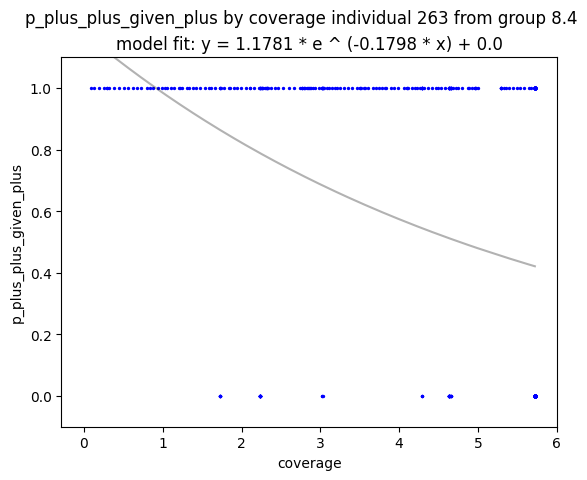 p_plus_plus_given_plus by coverage individual 263 from group 8.4
model fit: y = 1.1781 * e ^ (-0.1798 * x) + 0.0
1.0
0.8
0.6
0.4
0.2
0.0
p_plus_plus_given_plus
0 1 2 3 4 5 6
coverage